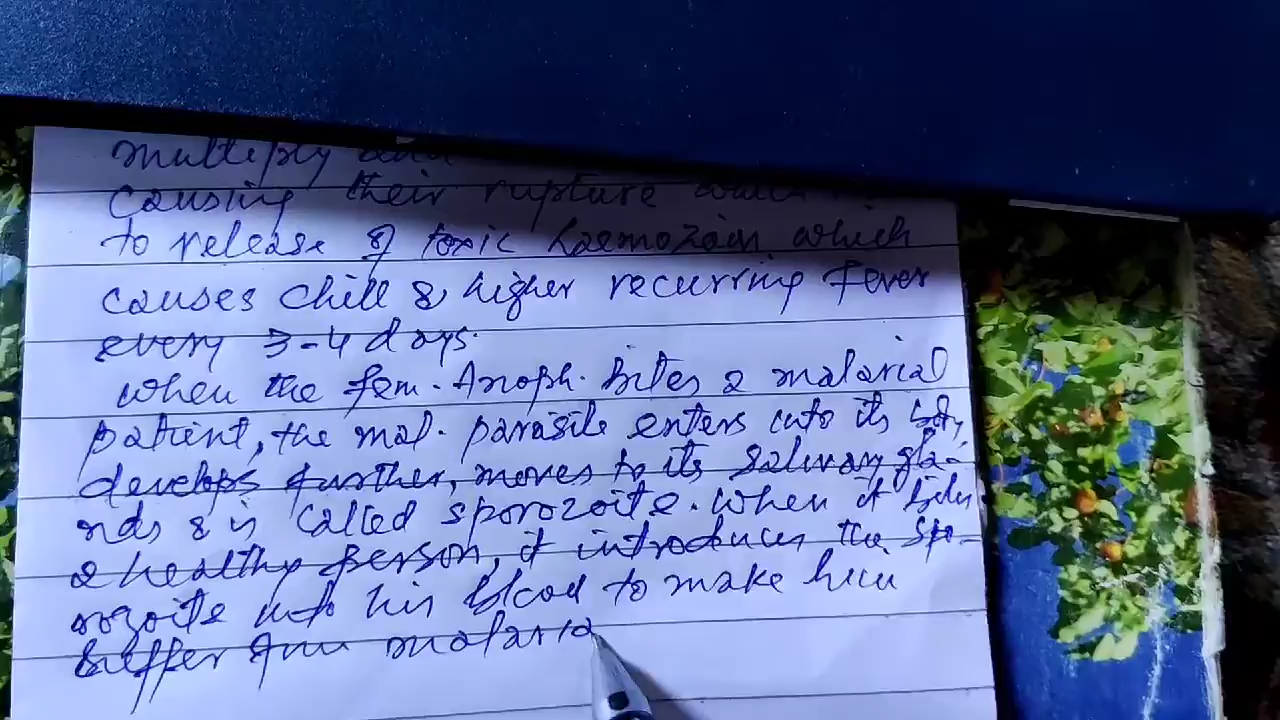 multiply and
causing their rupture which
to release of toxic haemozoin which
causes chill & higher recurring fever
every 3-4 days.
when the fem. Anoph. bites a malarial
patient, the mal. parasite enters into its body,
develops further, moves to its salivary gla-
nds & is called sporozoite. when it bites
a healthy person, it introduces the spo-
rozoite into his blood to make him
suffer from malaria